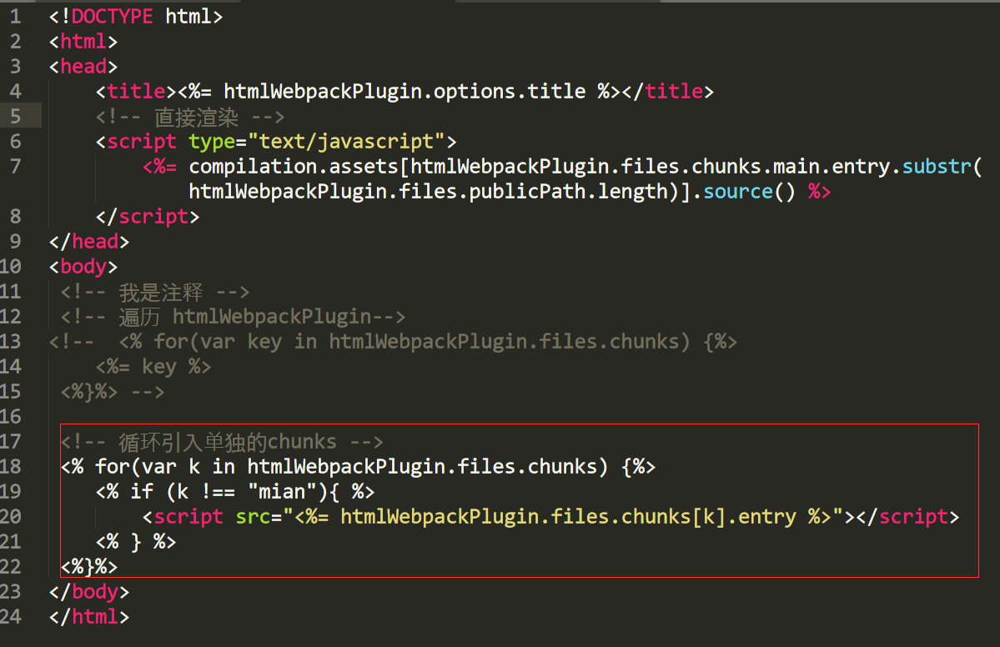 1 <!DOCTYPE html>
2 <html>
3 <head>
4 <title><%= htmlWebpackPlugin.options.title %></title>
5 <!-- 直接渲染 -->
6 <script type="text/javascript">
7 <%= compilation.assets[htmlWebpackPlugin.files.chunks.main.entry.substr(
htmlWebpackPlugin.files.publicPath.length)].source() %>
8 </script>
9 </head>
10 <body>
11 <!-- 我是注释 -->
12 <!-- 遍历 htmlWebpackPlugin-->
13 <!-- <% for(var key in htmlWebpackPlugin.files.chunks) {%>
14 <%= key %>
15 <%}%> -->
16
17 <!-- 循环引入单独的chunks -->
18 <% for(var k in htmlWebpackPlugin.files.chunks) {%>
19 <% if (k !== "mian"){ %>
20 <script src="<%= htmlWebpackPlugin.files.chunks[k].entry %>"></script>
21 <% } %>
22 <%}%>
23 </body>
24 </html>